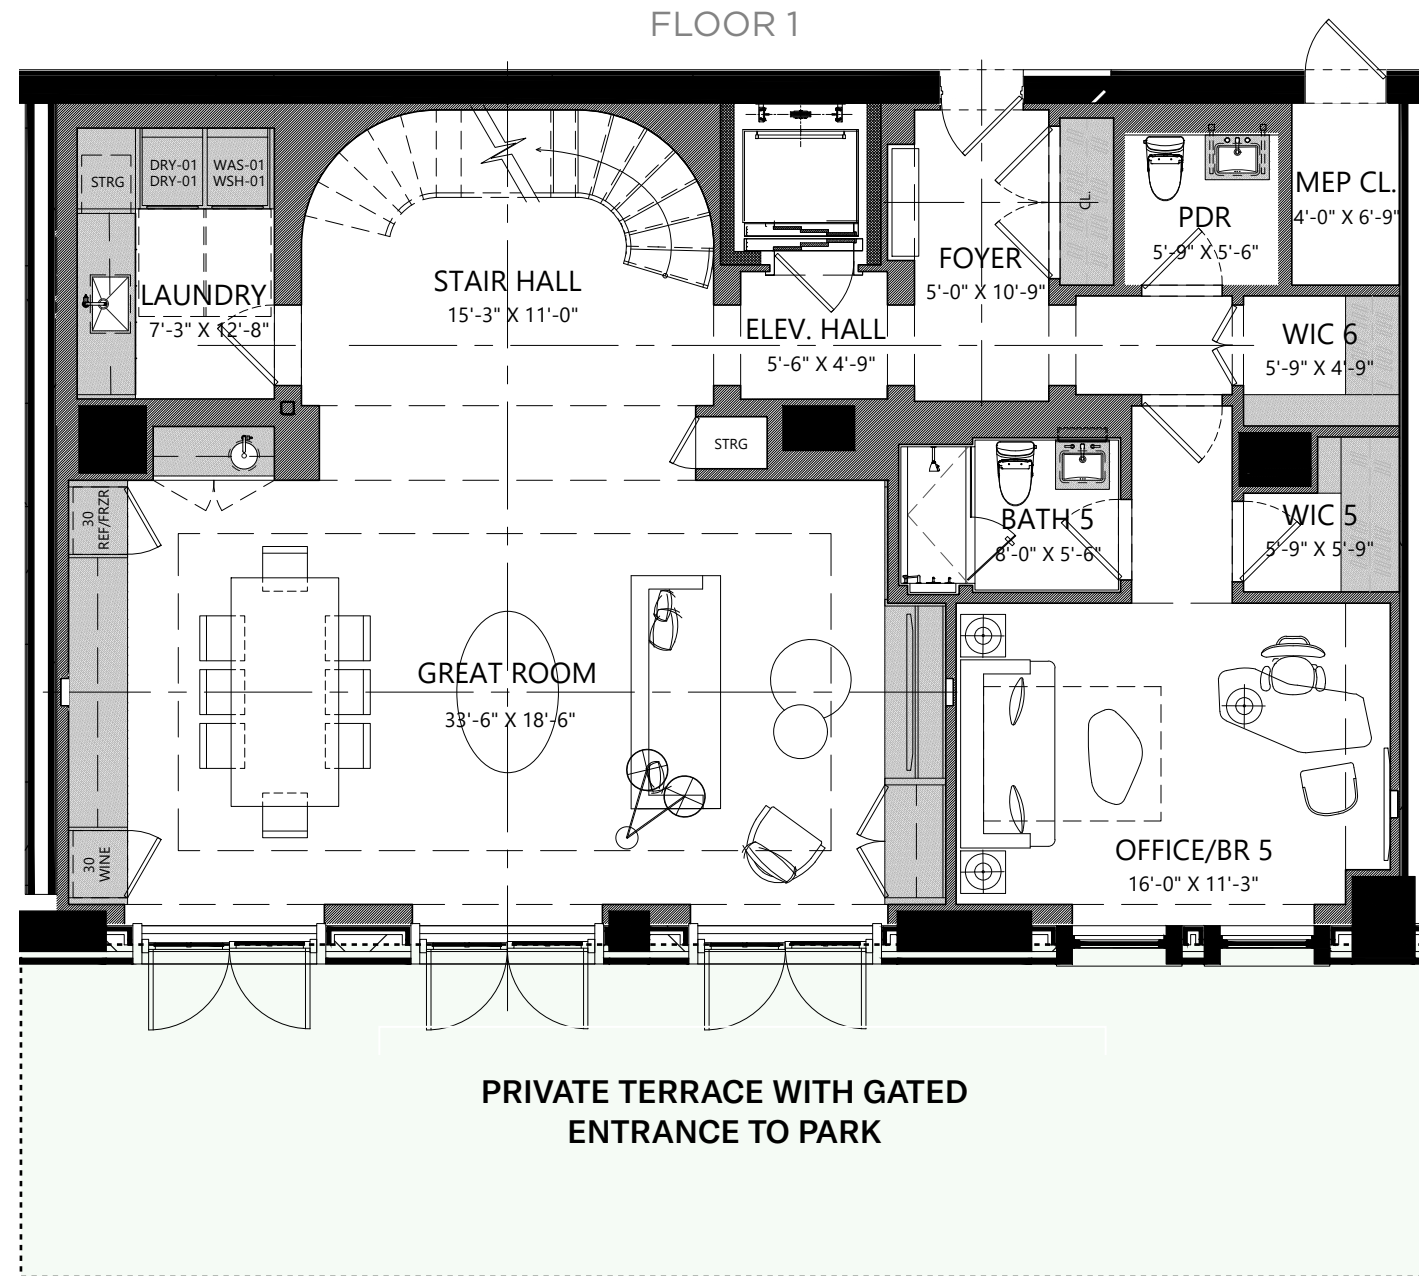 FLOOR 1
STRG
DRY-01
DRY-01
WAS-01
WSH-01
LAUNDRY
7'-3" X 12'-8"
STAIR HALL
15'-3" X 11'-0"
ELEV. HALL
5'-6" X 4'-9"
FOYER
5'-0" X 10'-9"
CL.
PDR
5'-9" X 5'-6"
MEP CL.
4'-0" X 6'-9"
WIC 6
5'-9" X 4'-9"
STRG
30
REF/FRZR
BATH 5
8'-0" X 5'-6"
WIC 5
5'-9" X 5'-9"
GREAT ROOM
33'-6" X 18'-6"
30
WINE
OFFICE/BR 5
16'-0" X 11'-3"
PRIVATE TERRACE WITH GATED
ENTRANCE TO PARK